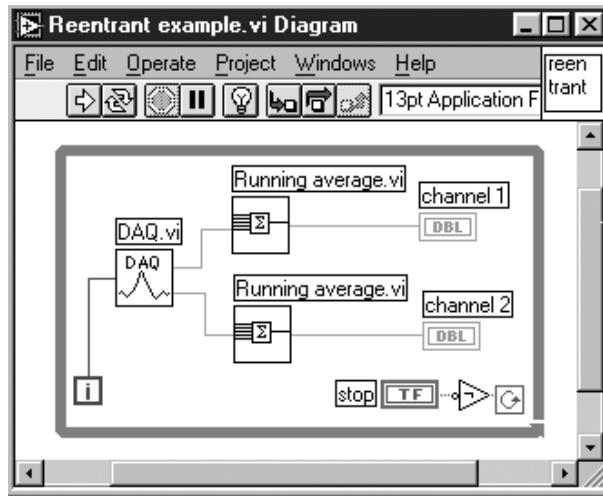 Reentrant example.vi Diagram
File Edit Operate Project Windows Help
reen
trant
13pt Application F
Running average.vi
channel 1
DBL
DAQ.vi
DAQ
Σ
Running average.vi
channel 2
DBL
Σ
i
stop
TF